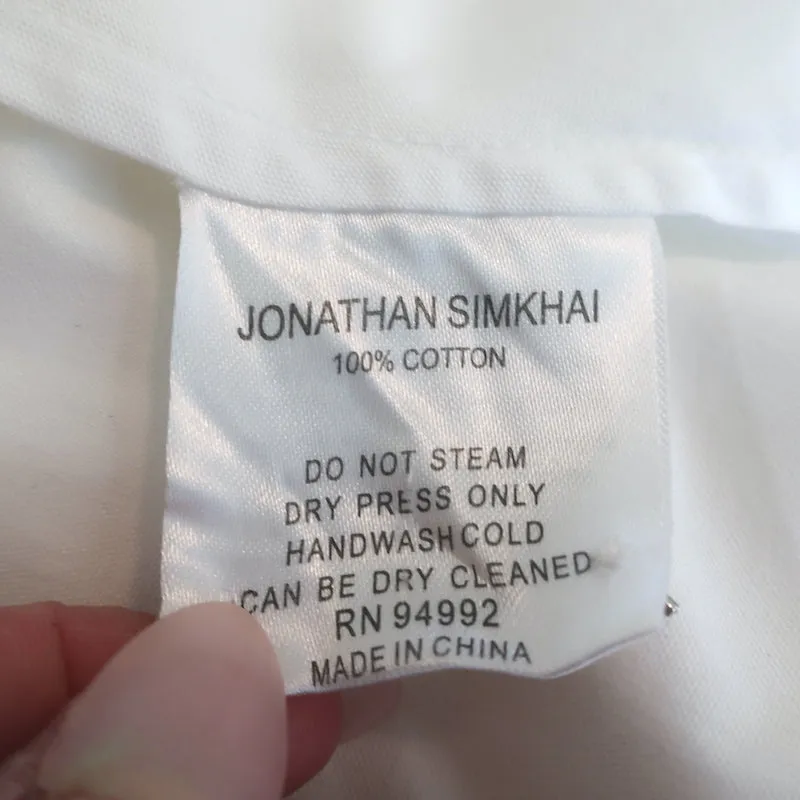 JONATHAN SIMKHAI
100% COTTON
DO NOT STEAM
DRY PRESS ONLY
HANDWASH COLD
CAN BE DRY CLEANED
RN 94992
MADE IN CHINA